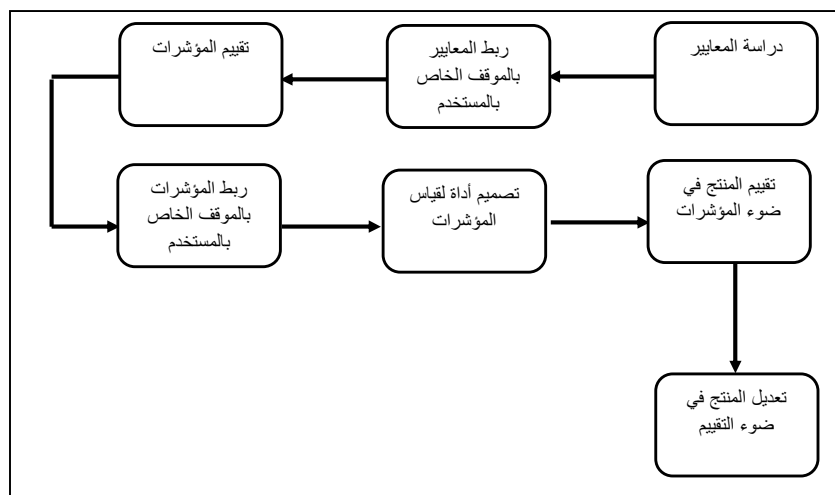 دراسة المعايير
ربط المعايير
بالموقف الخاص
بالمستخدم
تقييم المؤشرات
ربط المؤشرات
بالموقف الخاص
بالمستخدم
تصميم أداة لقياس
المؤشرات
تقييم المنتج في
ضوء المؤشرات
تعديل المنتج في
ضوء التقييم